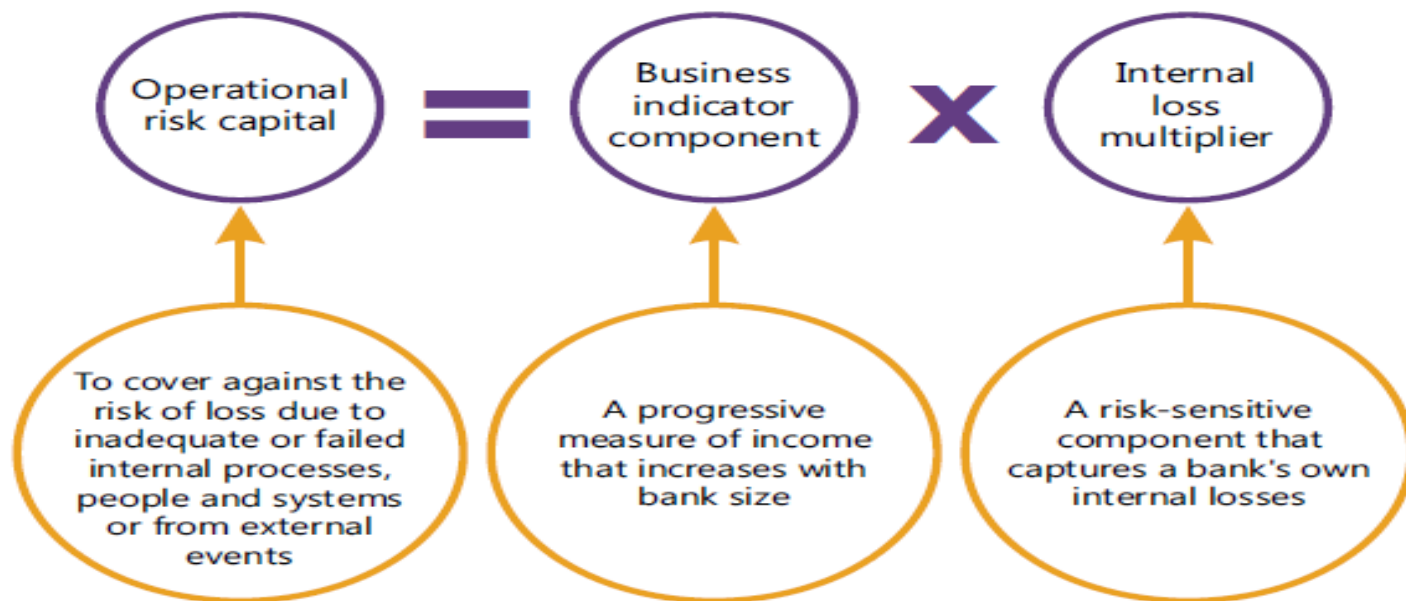 Operational
risk capital
=
Business
indicator
component
x
Internal
loss
multiplier
To cover against the
risk of loss due to
inadequate or failed
internal processes,
people and systems
or from external
events
A progressive
measure of income
that increases with
bank size
A risk-sensitive
component that
captures a bank's own
internal losses